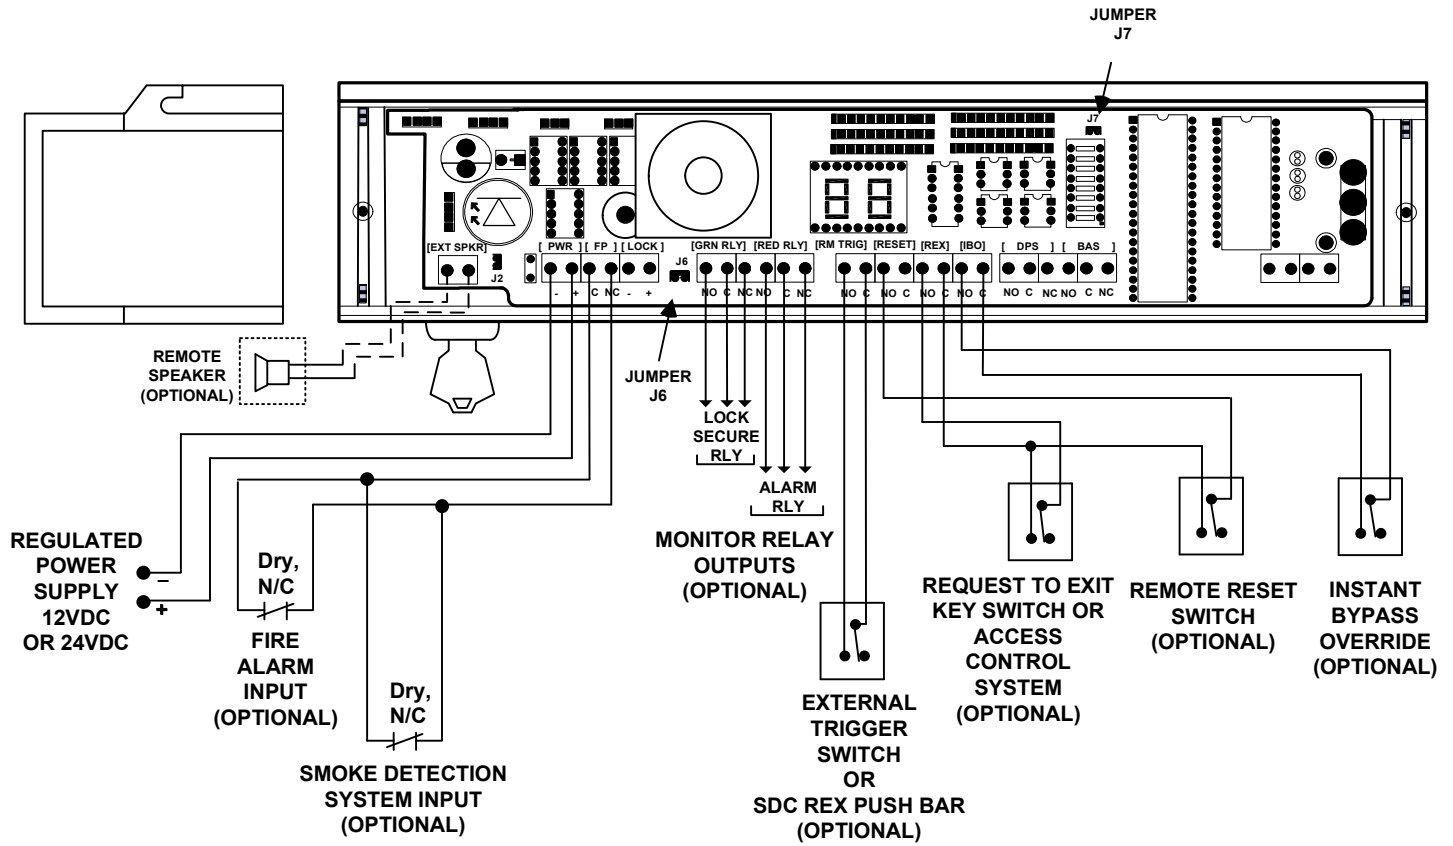 JUMPER
J7
J7
[EXT SPKR]
J2
[ PWR ] [ FP ] [ LOCK ]
J6
[GRN RLY] [RED RLY] [RM TRIG] [RESET] [REX] [IBO] [ DPS ] [ BAS ]
- + C NC - +
NO C NC NO C NC NO C NO C NO C NO C NO C NC NO C NC
REMOTE
SPEAKER
(OPTIONAL)
JUMPER
J6
LOCK
SECURE
RLY
ALARM
RLY
MONITOR RELAY
OUTPUTS
(OPTIONAL)
REGULATED
POWER
SUPPLY
12VDC
OR 24VDC
–
+
Dry,
N/C
FIRE
ALARM
INPUT
(OPTIONAL)
Dry,
N/C
SMOKE DETECTION
SYSTEM INPUT
(OPTIONAL)
EXTERNAL
TRIGGER
SWITCH
OR
SDC REX PUSH BAR
(OPTIONAL)
REQUEST TO EXIT
KEY SWITCH OR
ACCESS
CONTROL
SYSTEM
(OPTIONAL)
REMOTE RESET
SWITCH
(OPTIONAL)
INSTANT
BYPASS
OVERRIDE
(OPTIONAL)